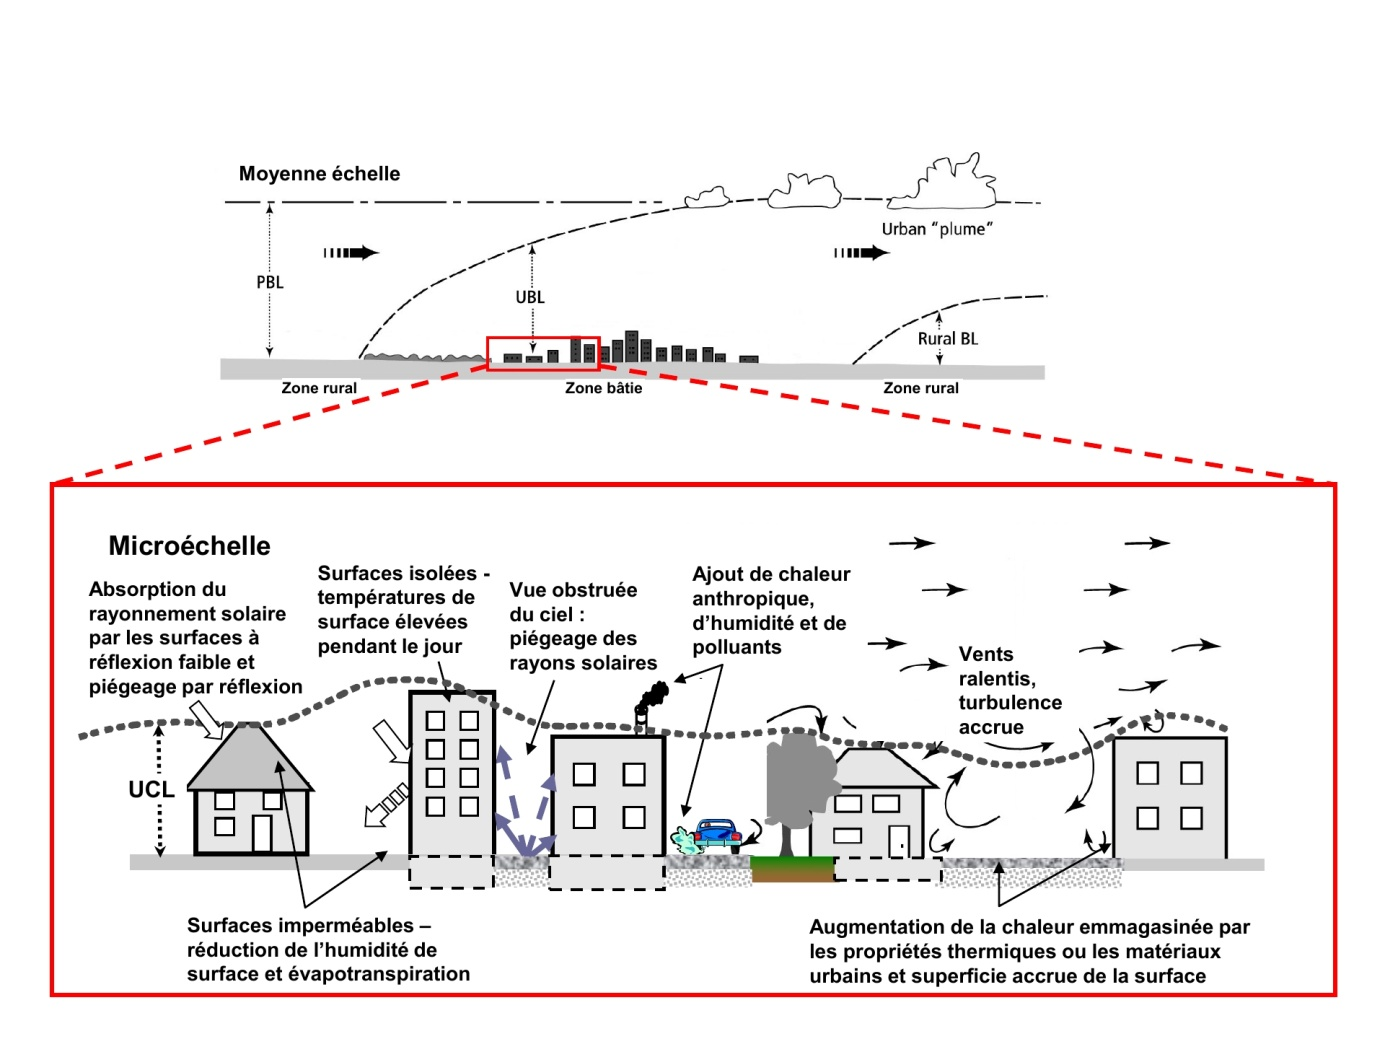 Moyenne échelle
Urban “plume”
PBL
UBL
Rural BL
Zone rural
Zone bâtie
Zone rural
Microéchelle
Absorption du
rayonnement solaire
par les surfaces à
réflexion faible et
piégeage par réflexion
Surfaces isolées -
températures de
surface élevées
pendant le jour
Vue obstruée
du ciel :
piégeage des
rayons solaires
Ajout de chaleur
anthropique,
d’humidité et de
polluants
Vents
ralentis,
turbulence
accrue
UCL
Surfaces imperméables –
réduction de l’humidité de
surface et évapotranspiration
Augmentation de la chaleur emmagasinée par
les propriétés thermiques ou les matériaux
urbains et superficie accrue de la surface